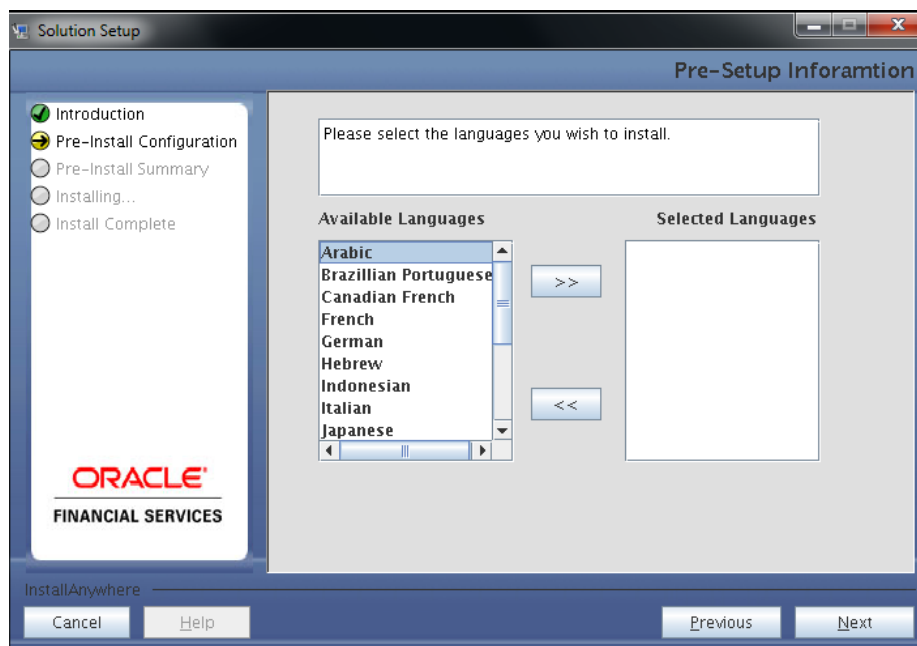 Solution Setup
Pre-Setup Inforamtion
Introduction
Pre-Install Configuration
Pre-Install Summary
Installing...
Install Complete
ORACLE
FINANCIAL SERVICES
Please select the languages you wish to install.
Available Languages
Arabic
Brazillian Portuguese
Canadian French
French
German
Hebrew
Indonesian
Italian
Japanese
>>
<<
Selected Languages
InstallAnywhere
Cancel
Help
Previous
Next